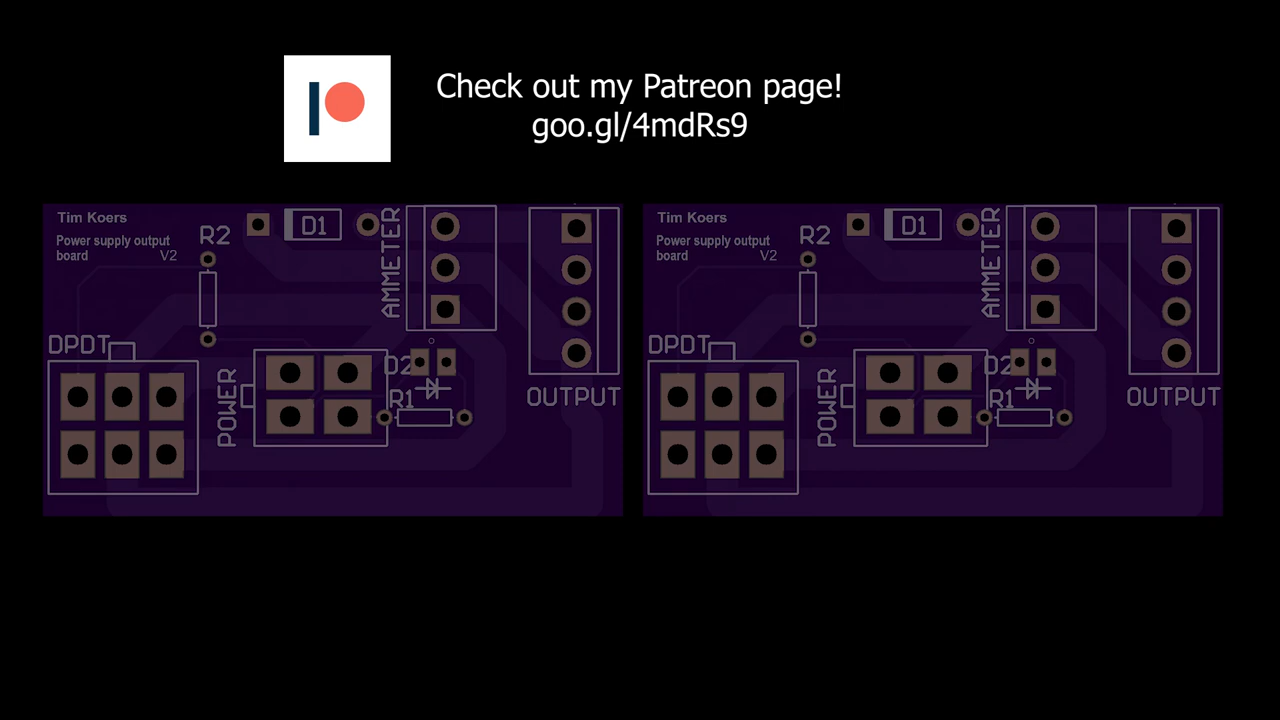 Check out my Patreon page!
goo.gl/4mdRs9
Tim Koers
Power supply output
board V2
R2
D1
AMMETER
DPDT
POWER
D2
R1
OUTPUT
Tim Koers
Power supply output
board V2
R2
D1
AMMETER
DPDT
POWER
D2
R1
OUTPUT